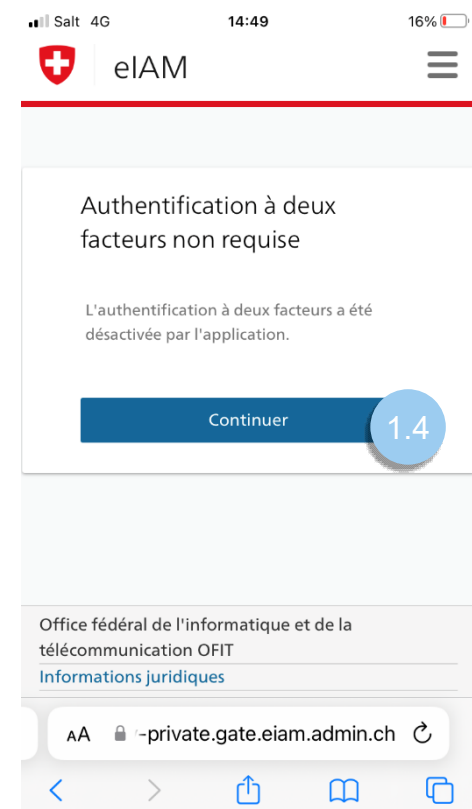 Salt 4G 14:49 16%
eIAM
Authentification à deux
facteurs non requise
L'authentification à deux facteurs a été
désactivée par l'application.
Continuer
1.4
Office fédéral de l'informatique et de la
télécommunication OFIT
Informations juridiques
AA -private.gate.eiam.admin.ch